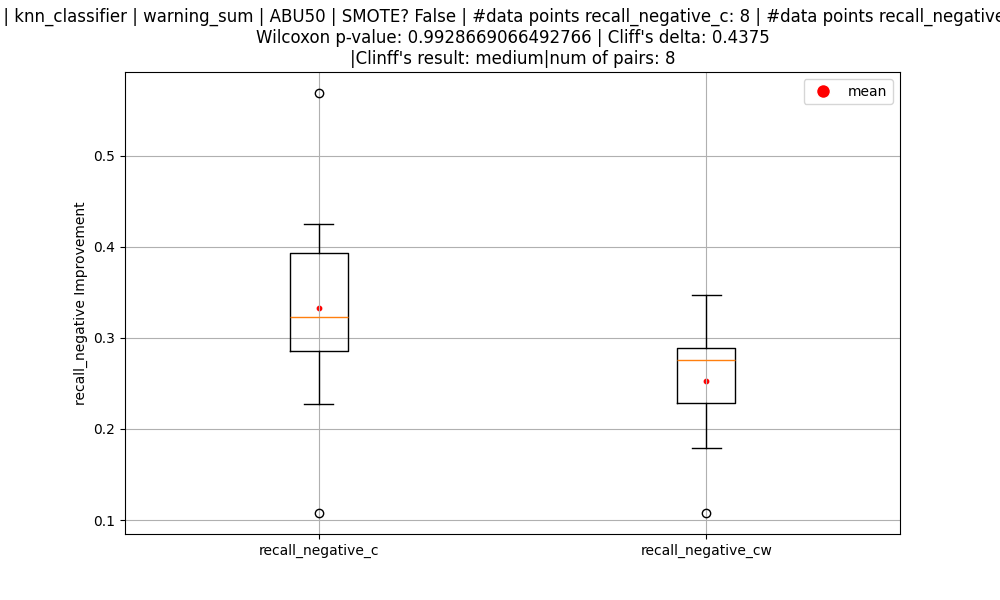 | knn_classifier | warning_sum | ABU50 | SMOTE? False | #data points recall_negative_c: 8 | #data points recall_negative
Wilcoxon p-value: 0.9928669066492766 | Cliff's delta: 0.4375
|Clinff's result: medium|num of pairs: 8
mean
recall_negative Improvement
0.5
0.4
0.3
0.2
0.1
recall_negative_c
recall_negative_cw